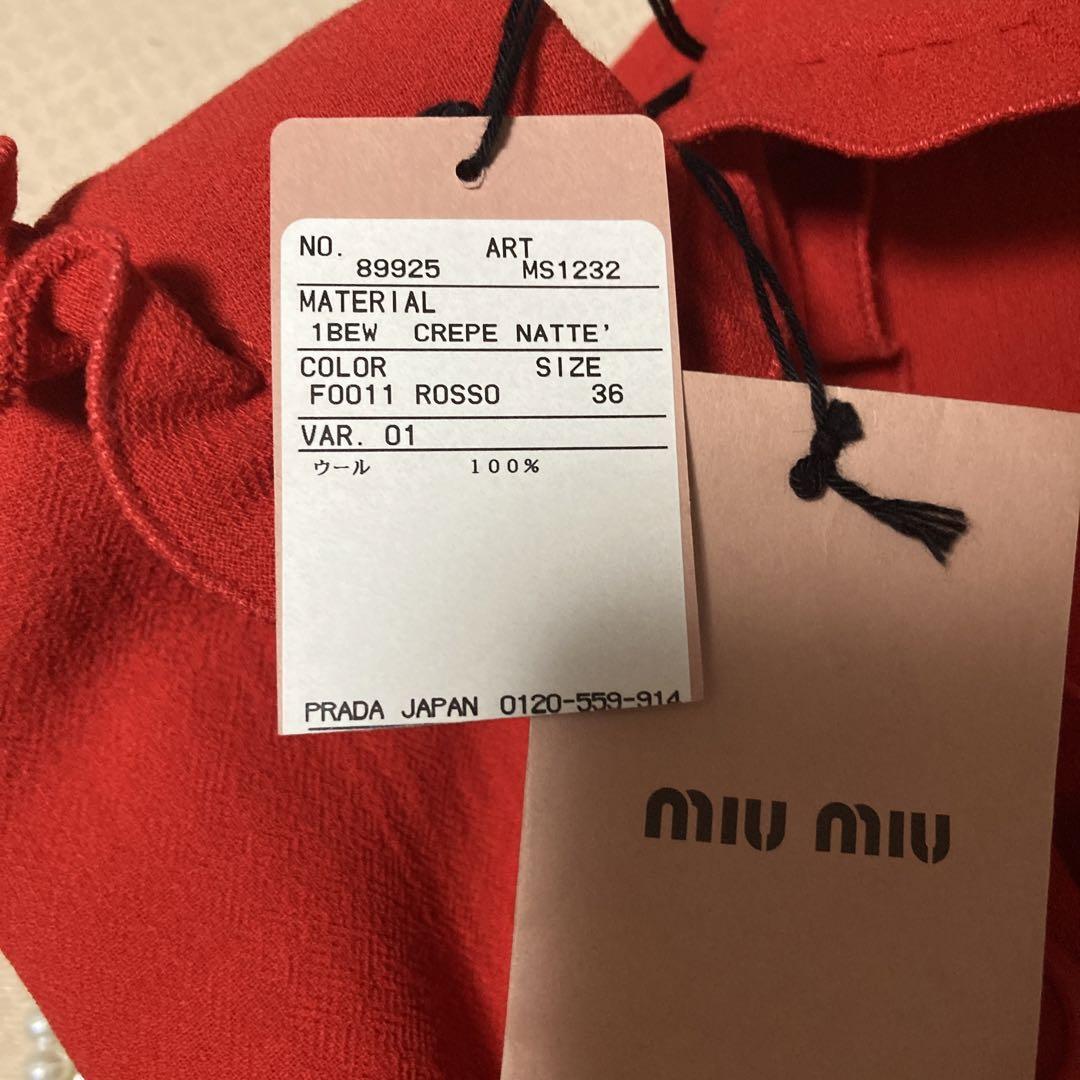 NO. ART
89925 MS1232
MATERIAL
1BEW CREPE NATTE'
COLOR SIZE
F0011 ROSSO 36
VAR. 01
ウール 100%
PRADA JAPAN 0120-559-914
miu miu